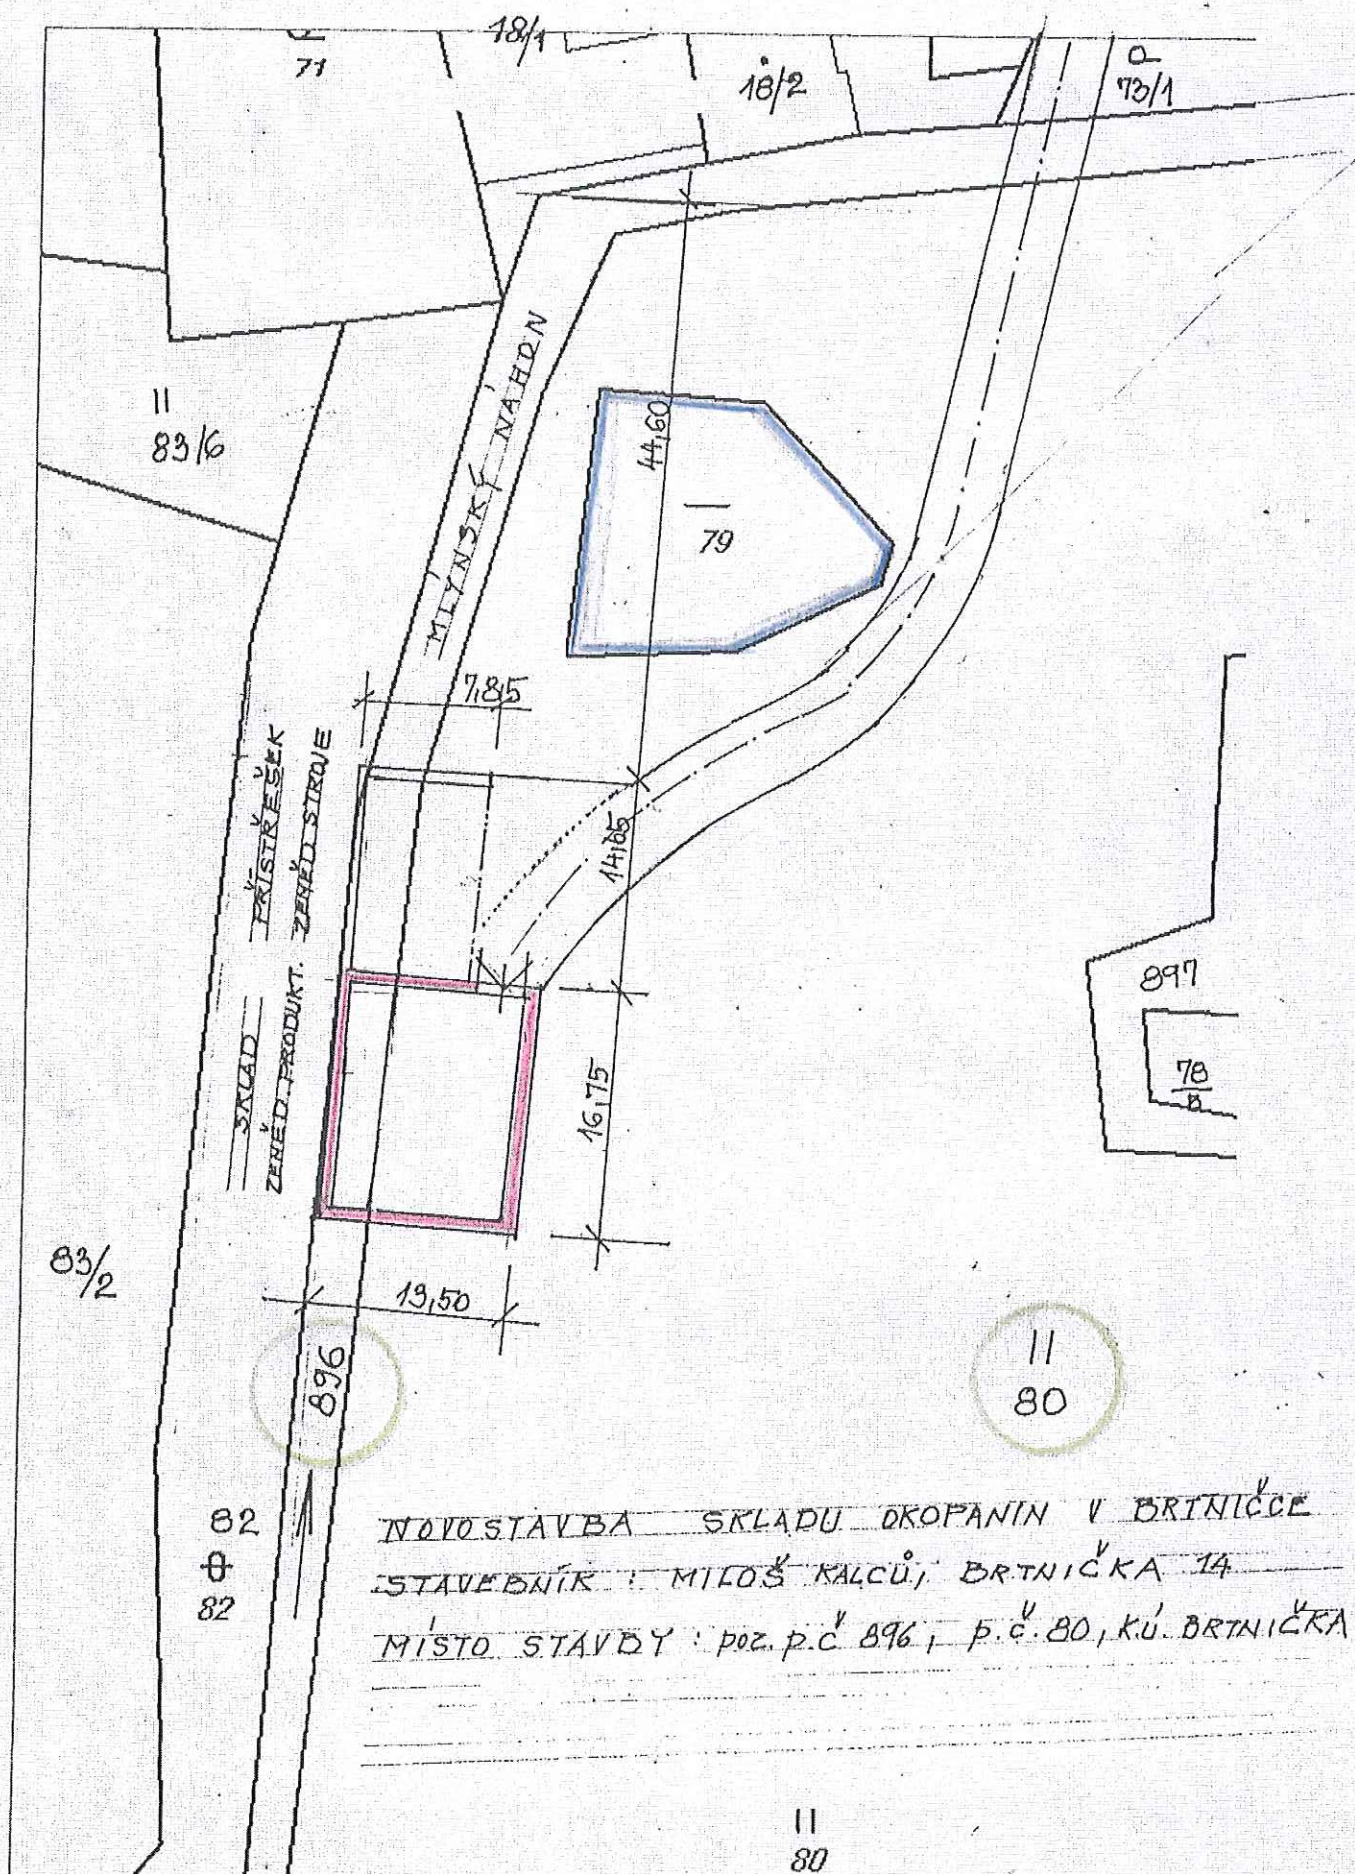 18/1
71
18/2
73/1
83/6
MLÝNSKÝ NÁHON
44,60
79
7,85
PŘÍSTŘEŠEK
ZEMĚD. STROJE
14,65
SKLAD
ZEMĚD. PRODUKT.
897
78
16,75
83/2
13,50
896
80
82
82
NOVOSTAVBA SKLADU OKOPANIN V BRTNIČCE
STAVEBNÍK : MILOŠ KALCŮ, BRTNIČKA 14
MÍSTO STAVBY : poz. p.č 896, p.č. 80, k.ú. BRTNIČKA
80